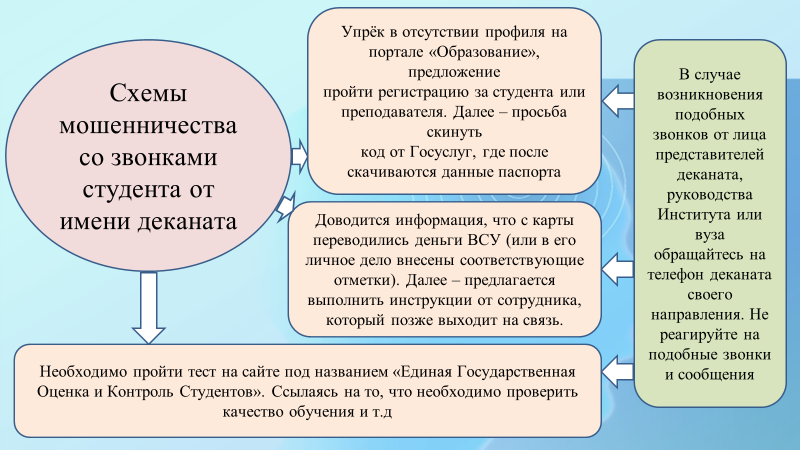 Схемы
мошенничества
со звонками
студента от
имени деканата
Упрёк в отсутствии профиля на
портале «Образование»,
предложение
пройти регистрацию за студента или
преподавателя. Далее – просьба
скинуть
код от Госуслуг, где после
скачиваются данные паспорта
Доводится информация, что с карты
переводились деньги ВСУ (или в его
личное дело внесены соответствующие
отметки). Далее – предлагается
выполнить инструкции от сотрудника,
который позже выходит на связь.
Необходимо пройти тест на сайте под названием «Единая Государственная
Оценка и Контроль Студентов». Ссылаясь на то, что необходимо проверить
качество обучения и т.д
В случае
возникновения
подобных
звонков от лица
представителей
деканата,
руководства
Института или
вуза
обращайтесь на
телефон деканата
своего
направления. Не
реагируйте на
подобные звонки
и сообщения